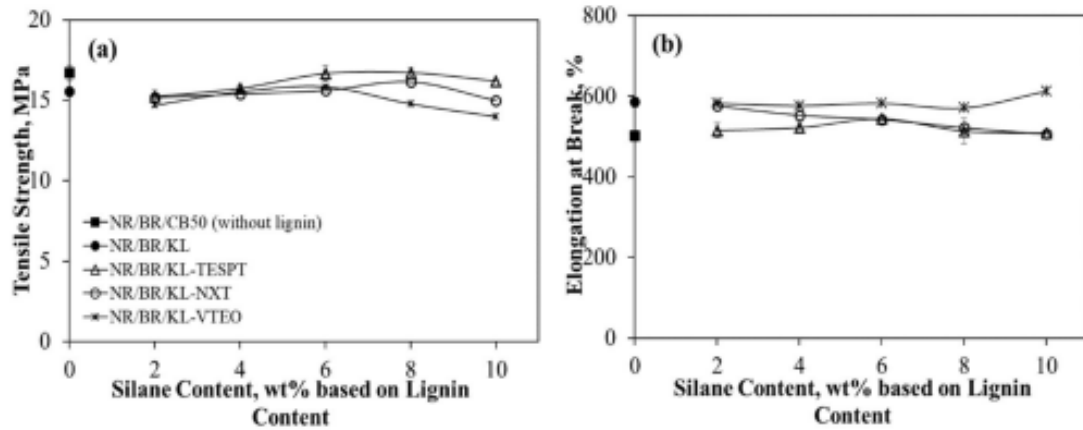 (a)
Tensile Strength, MPa
20
15
10
5
0
NR/BR/CB50 (without lignin)
NR/BR/KL
NR/BR/KL-TESPT
NR/BR/KL-NXT
NR/BR/KL-VTEO
0 2 4 6 8 10
Silane Content, wt% based on Lignin
Content
(b)
Elongation at Break, %
800
600
400
200
0
0 2 4 6 8 10
Silane Content, wt% based on Lignin
Content